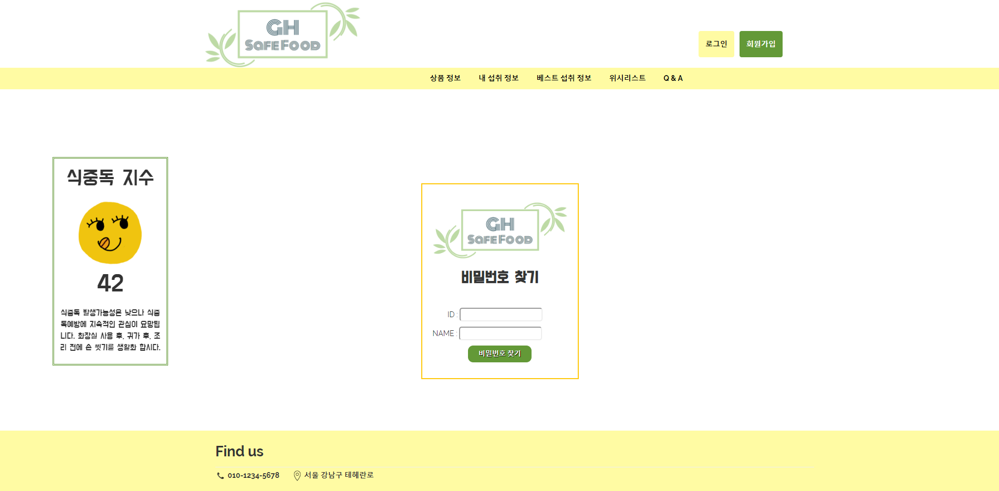 GH
SAFEFOOD
로그인
회원가입
상품 정보
내 섭취 정보
베스트 섭취 정보
위시리스트
Q & A
식중독 지수
42
식중독 발생가능성은 낮으나 식중
독예방에 지속적인 관심이 요망됩
니다. 화장실 사용 후, 귀가 후, 조
리 전에 손 씻기를 생활화 합시다.
GH
SAFEFOOD
비밀번호 찾기
ID :
NAME :
비밀번호 찾기
Find us
010-1234-5678
서울 강남구 테헤란로